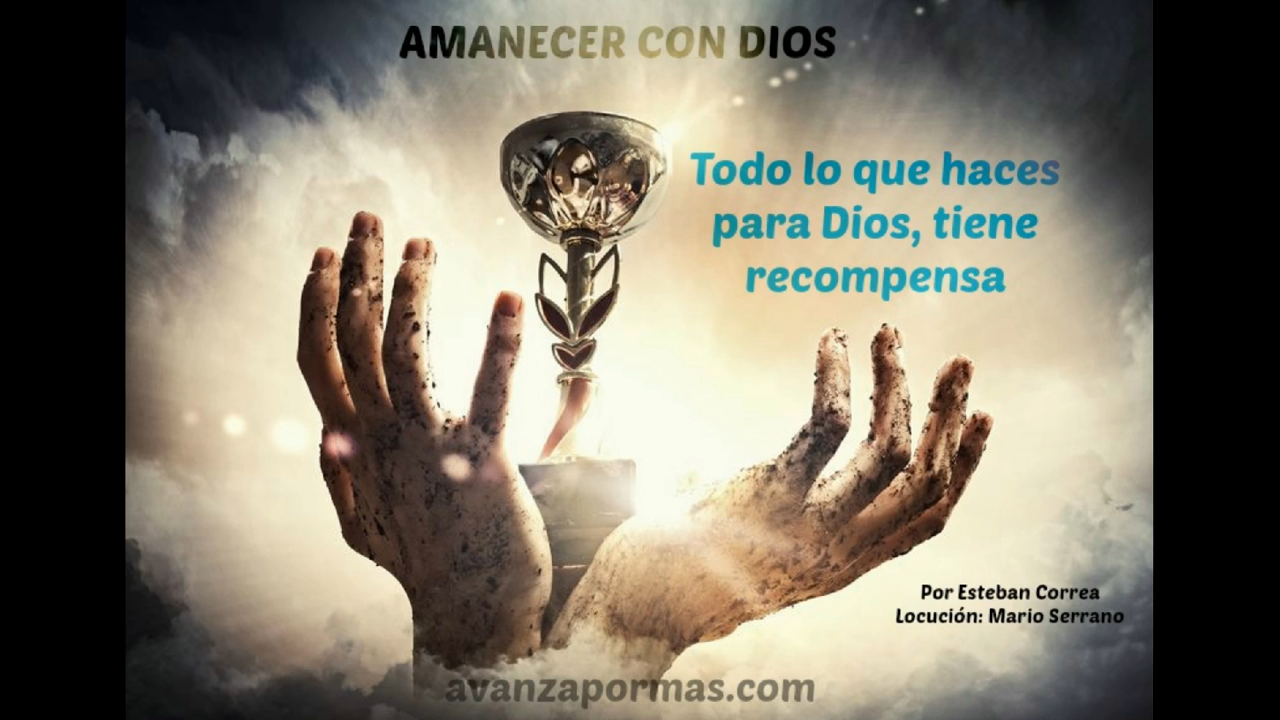 AMANECER CON DIOS
Todo lo que haces
para Dios, tiene
recompensa
Por Esteban Correa
Locución: Mario Serrano
avanzapormas.com